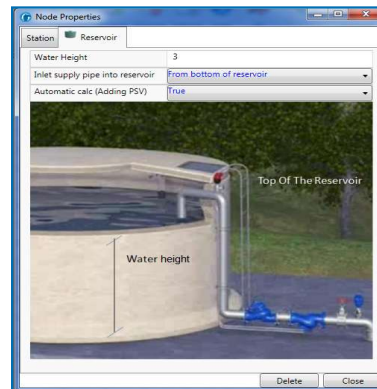 Node Properties
Station Reservoir
Water Height 3
Inlet supply pipe into reservoir From bottom of reservoir
Automatic calc (Adding PSV) True
Top Of The Reservoir
Water height
Delete Close